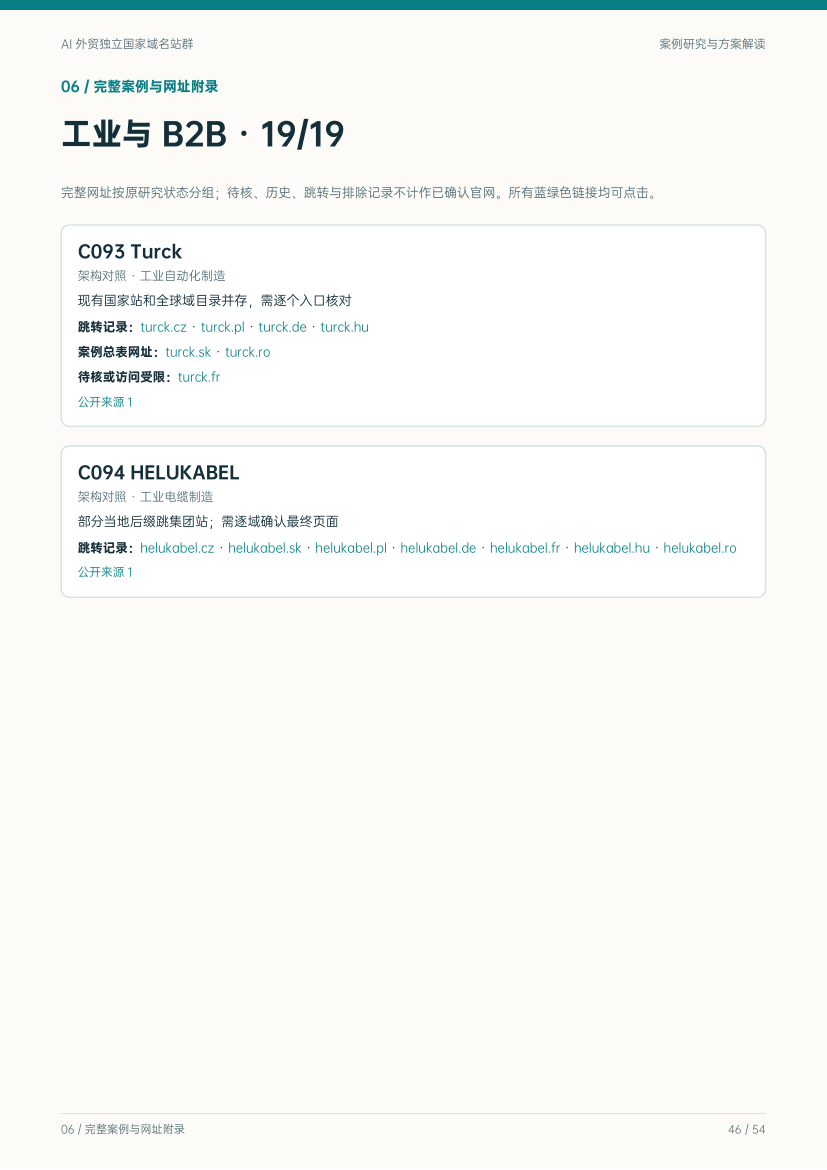 AI 外贸独立国家域名站群
案例研究与方案解读
06 / 完整案例与网址附录
工业与 B2B · 19/19
完整网址按原研究状态分组；待核、历史、跳转与排除记录不计作已确认官网。所有蓝绿色链接均可点击。
C093 Turck
架构对照 · 工业自动化制造
现有国家站和全球域目录并存，需逐个入口核对
跳转记录：turck.cz · turck.pl · turck.de · turck.hu
案例总表网址：turck.sk · turck.ro
待核或访问受限：turck.fr
公开来源 1
C094 HELUKABEL
架构对照 · 工业电缆制造
部分当地后缀跳集团站；需逐域确认最终页面
跳转记录：helukabel.cz · helukabel.sk · helukabel.pl · helukabel.de · helukabel.fr · helukabel.hu · helukabel.ro
公开来源 1
06 / 完整案例与网址附录
46 / 54